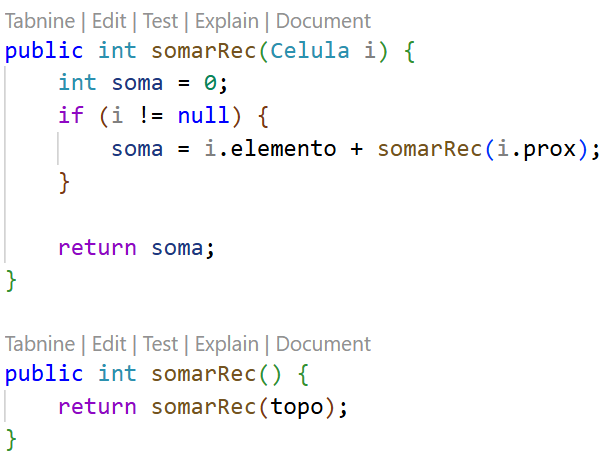 Tabnine | Edit | Test | Explain | Document
public int somarRec(Celula i) {
    int soma = 0;
    if (i != null) {
        soma = i.elemento + somarRec(i.prox);
    }

    return soma;
}

Tabnine | Edit | Test | Explain | Document
public int somarRec() {
    return somarRec(topo);
}